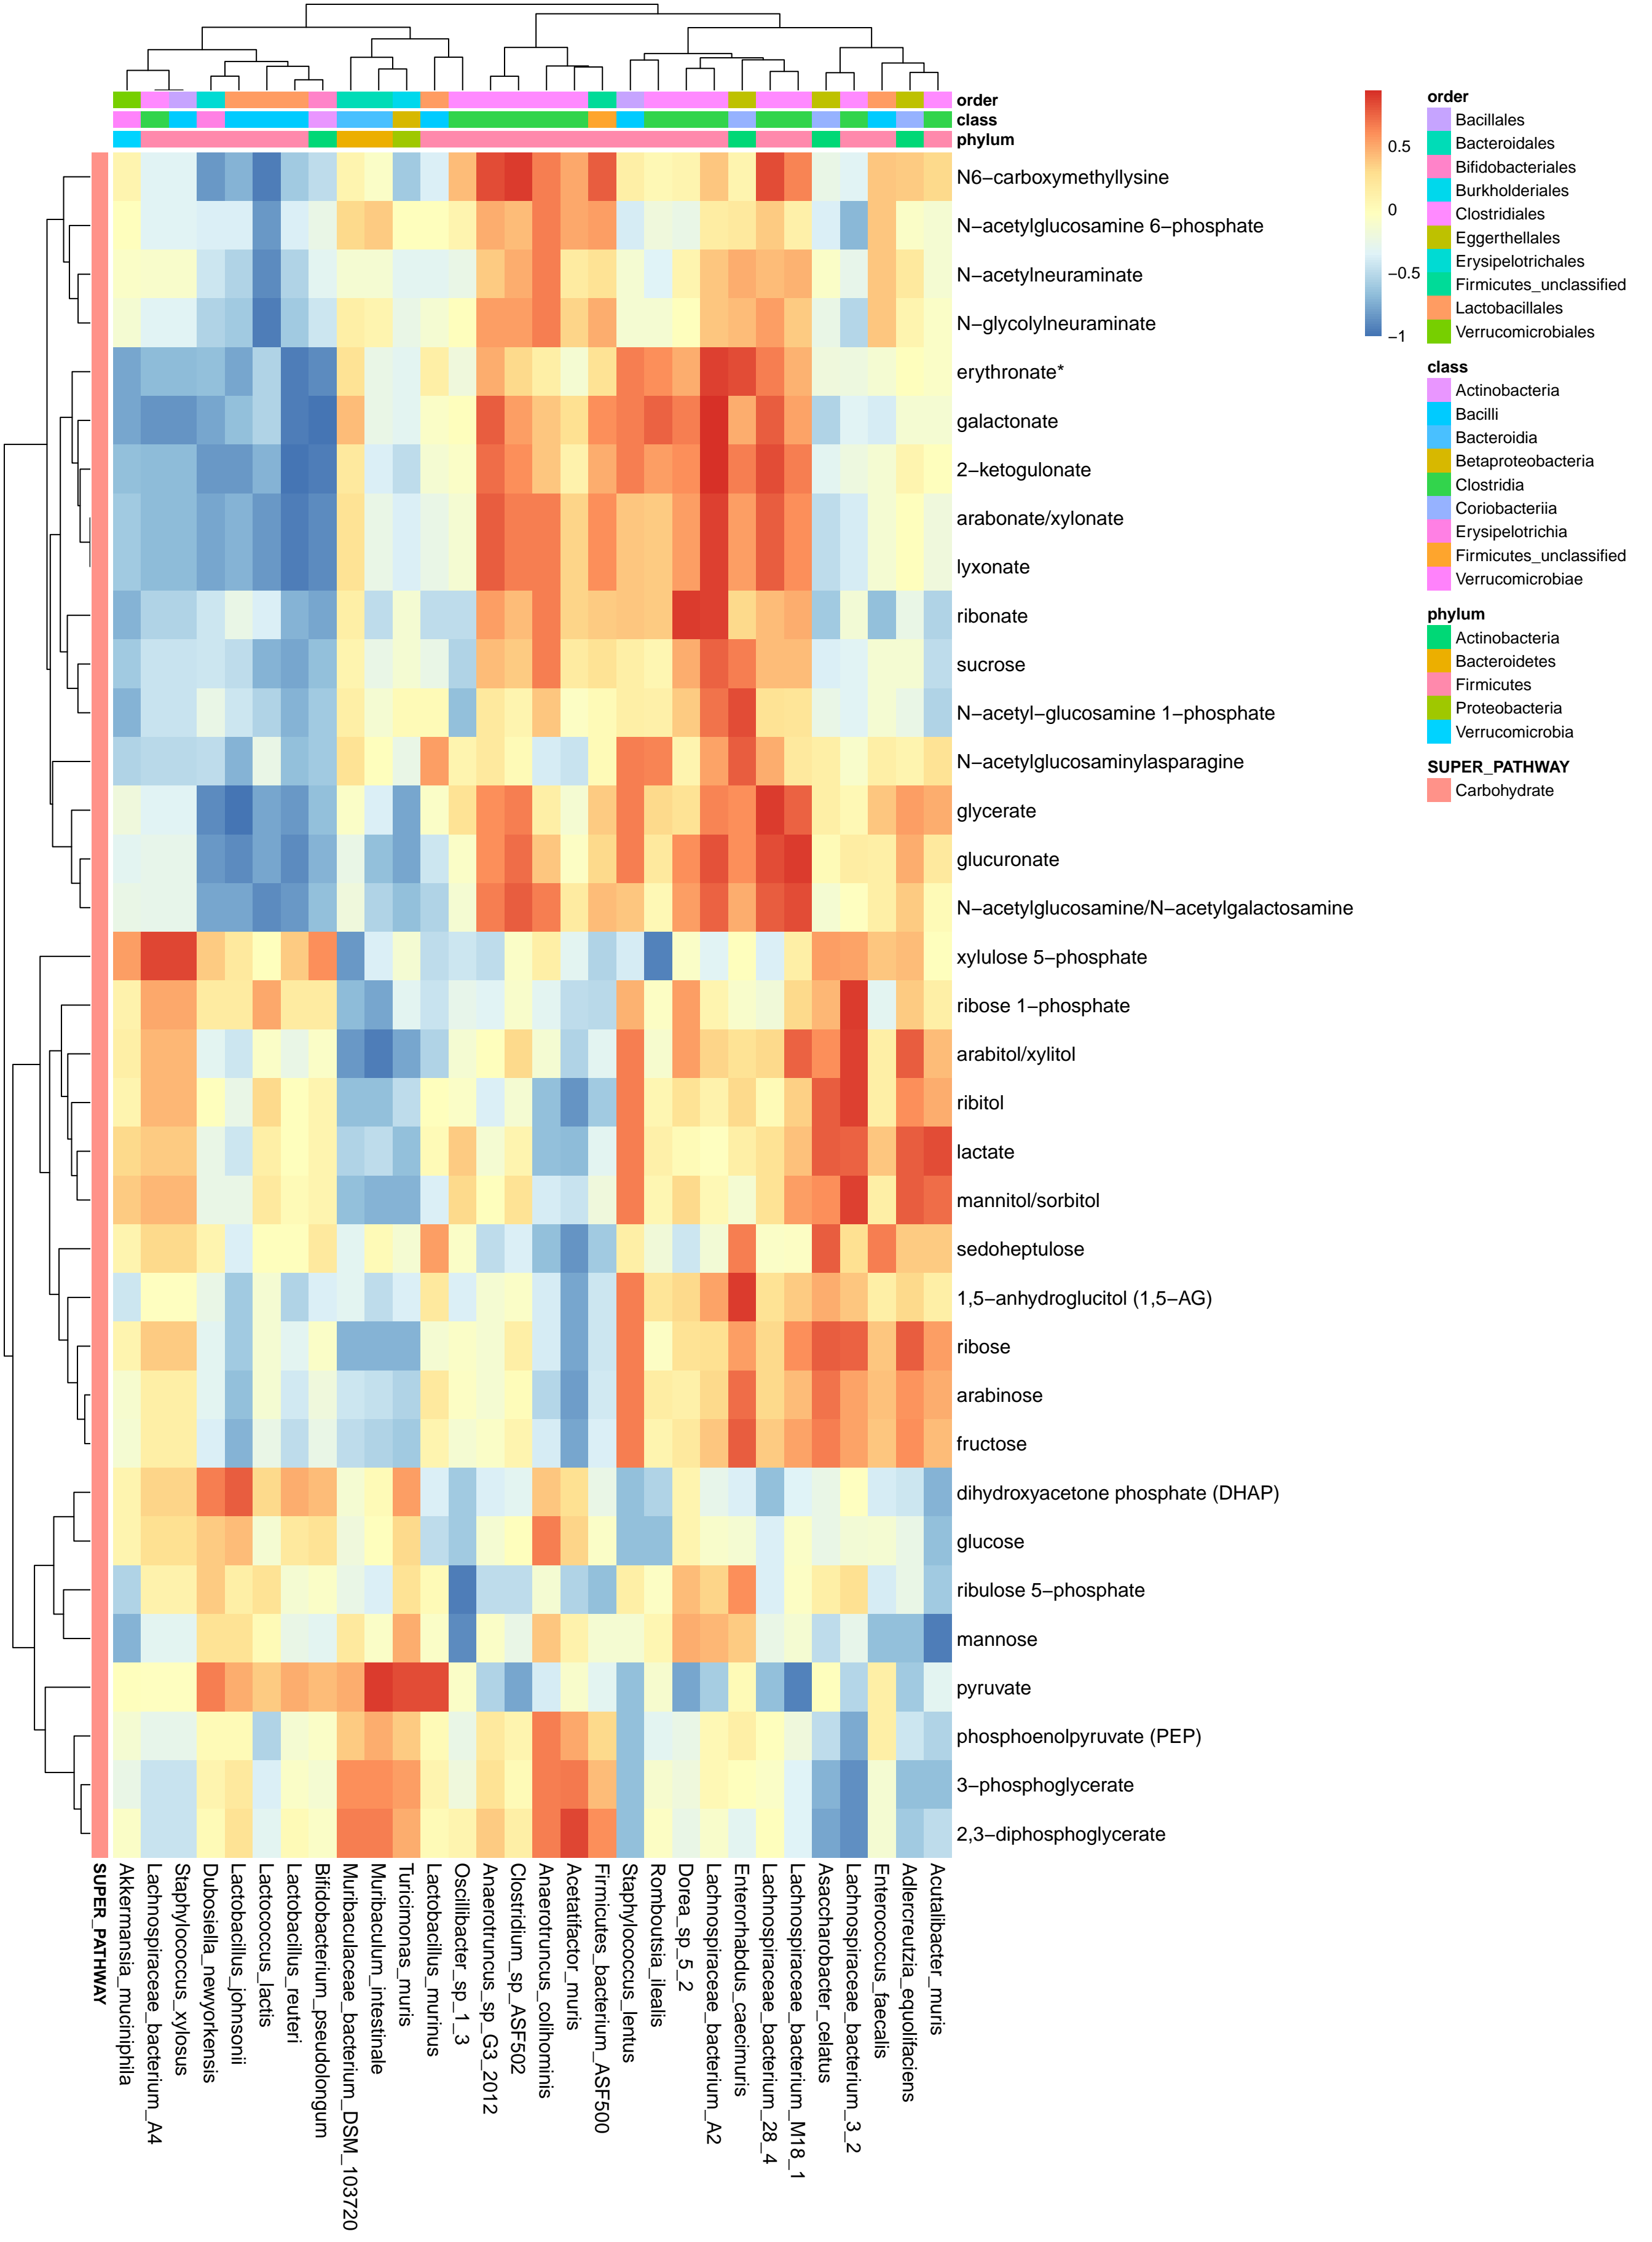 order
class
phylum
N6−carboxymethyllysine
N−acetylglucosamine 6−phosphate
N−acetylneuraminate
N−glycolylneuraminate
erythronate*
galactonate
2−ketogulonate
arabonate/xylonate
lyxonate
ribonate
sucrose
N−acetyl−glucosamine 1−phosphate
N−acetylglucosaminylasparagine
glycerate
glucuronate
N−acetylglucosamine/N−acetylgalactosamine
xylulose 5−phosphate
ribose 1−phosphate
arabitol/xylitol
ribitol
lactate
mannitol/sorbitol
sedoheptulose
1,5−anhydroglucitol (1,5−AG)
ribose
arabinose
fructose
dihydroxyacetone phosphate (DHAP)
glucose
ribulose 5−phosphate
mannose
pyruvate
phosphoenolpyruvate (PEP)
3−phosphoglycerate
2,3−diphosphoglycerate
SUPER_PATHWAY
Akkermansia_muciniphila
Lachnospiraceae_bacterium_A4
Staphylococcus_xylosus
Dubosiella_newyorkensis
Lactobacillus_johnsonii
Lactococcus_lactis
Lactobacillus_reuteri
Bifidobacterium_pseudolongum
Muribaculaceae_bacterium_DSM_103720
Muribaculum_intestinale
Turicimonas_muris
Lactobacillus_murinus
Oscillibacter_sp_1_3
Anaerotruncus_sp_G3_2012
Clostridium_sp_ASF502
Anaerotruncus_colihominis
Acetatifactor_muris
Firmicutes_bacterium_ASF500
Staphylococcus_lentus
Romboutsia_ilealis
Dorea_sp_5_2
Lachnospiraceae_bacterium_A2
Enterorhabdus_caecimuris
Lachnospiraceae_bacterium_28_4
Lachnospiraceae_bacterium_M18_1
Asaccharobacter_celatus
Lachnospiraceae_bacterium_3_2
Enterococcus_faecalis
Adlercreutzia_equolifaciens
Acutalibacter_muris
0.5
0
−0.5
−1
order
Bacillales
Bacteroidales
Bifidobacteriales
Burkholderiales
Clostridiales
Eggerthellales
Erysipelotrichales
Firmicutes_unclassified
Lactobacillales
Verrucomicrobiales
class
Actinobacteria
Bacilli
Bacteroidia
Betaproteobacteria
Clostridia
Coriobacteriia
Erysipelotrichia
Firmicutes_unclassified
Verrucomicrobiae
phylum
Actinobacteria
Bacteroidetes
Firmicutes
Proteobacteria
Verrucomicrobia
SUPER_PATHWAY
Carbohydrate